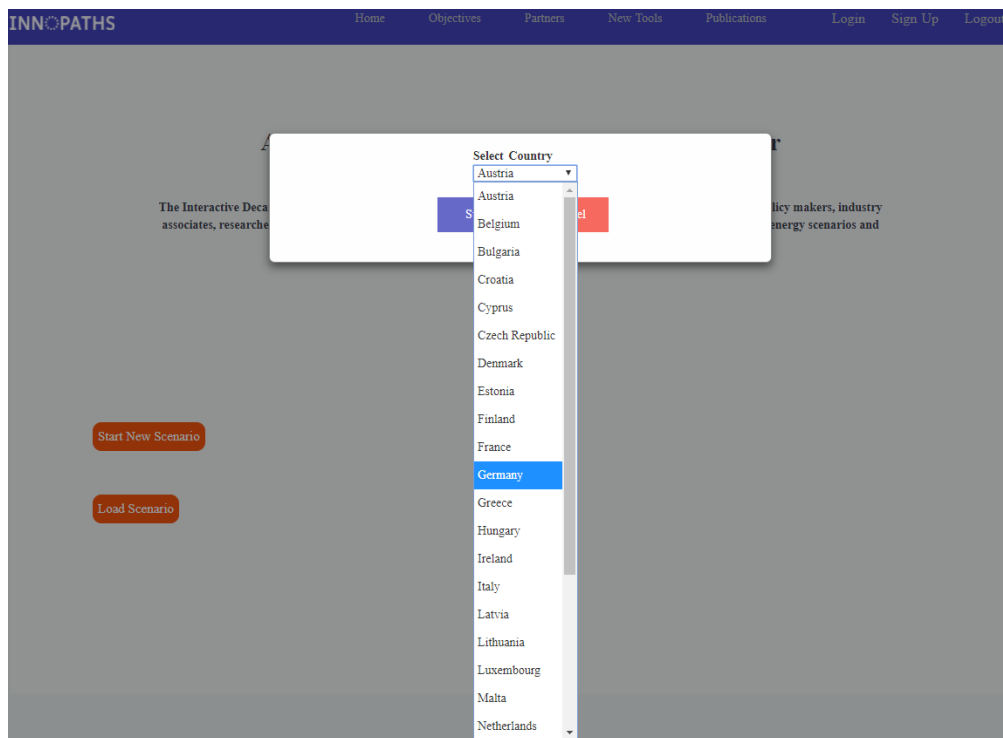 INNOPATHS
Home Objectives Partners New Tools Publications Login Sign Up Logout
Select Country
Austria
The Interactive licy makers, industry
associates, energy scenarios and
Austria
Belgium
Bulgaria
Croatia
Cyprus
Czech Republic
Denmark
Estonia
Finland
France
Germany
Greece
Hungary
Ireland
Italy
Latvia
Lithuania
Luxembourg
Malta
Netherlands
Start New Scenario
Load Scenario